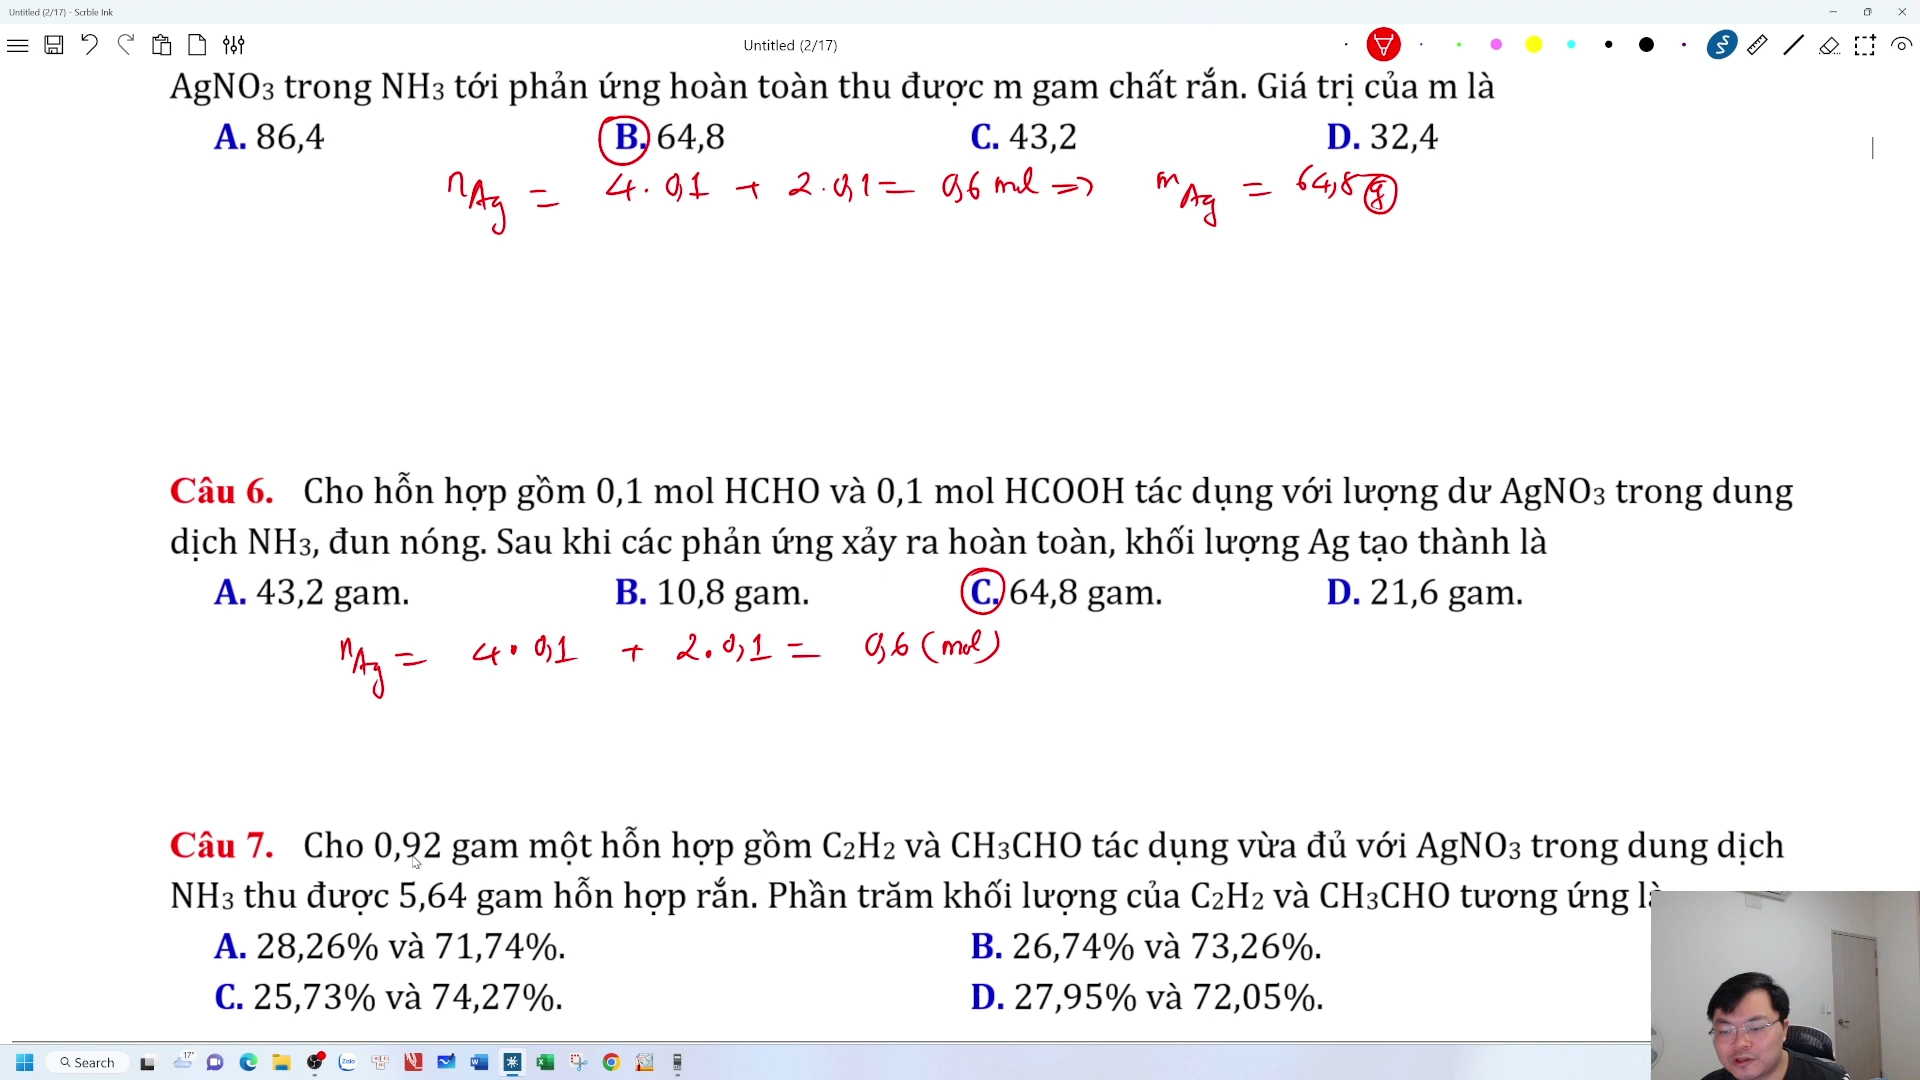 Untitled (2/17) - Scrble Ink
Untitled (2/17)
AgNO3 trong NH3 tới phản ứng hoàn toàn thu được m gam chất rắn. Giá trị của m là
A. 86,4 B. 64,8 C. 43,2 D. 32,4
nAg = 4.0,1 + 2.0,1 = 0,6 mol => mAg = 64,8g
Câu 6. Cho hỗn hợp gồm 0,1 mol HCHO và 0,1 mol HCOOH tác dụng với lượng dư AgNO3 trong dung
dịch NH3, đun nóng. Sau khi các phản ứng xảy ra hoàn toàn, khối lượng Ag tạo thành là
A. 43,2 gam. B. 10,8 gam. C. 64,8 gam. D. 21,6 gam.
nAg = 4.0,1 + 2.0,1 = 0,6 (mol)
Câu 7. Cho 0,92 gam một hỗn hợp gồm C2H2 và CH3CHO tác dụng vừa đủ với AgNO3 trong dung dịch
NH3 thu được 5,64 gam hỗn hợp rắn. Phần trăm khối lượng của C2H2 và CH3CHO tương ứng là
A. 28,26% và 71,74%. B. 26,74% và 73,26%.
C. 25,73% và 74,27%. D. 27,95% và 72,05%.
Search 17°
Zalo